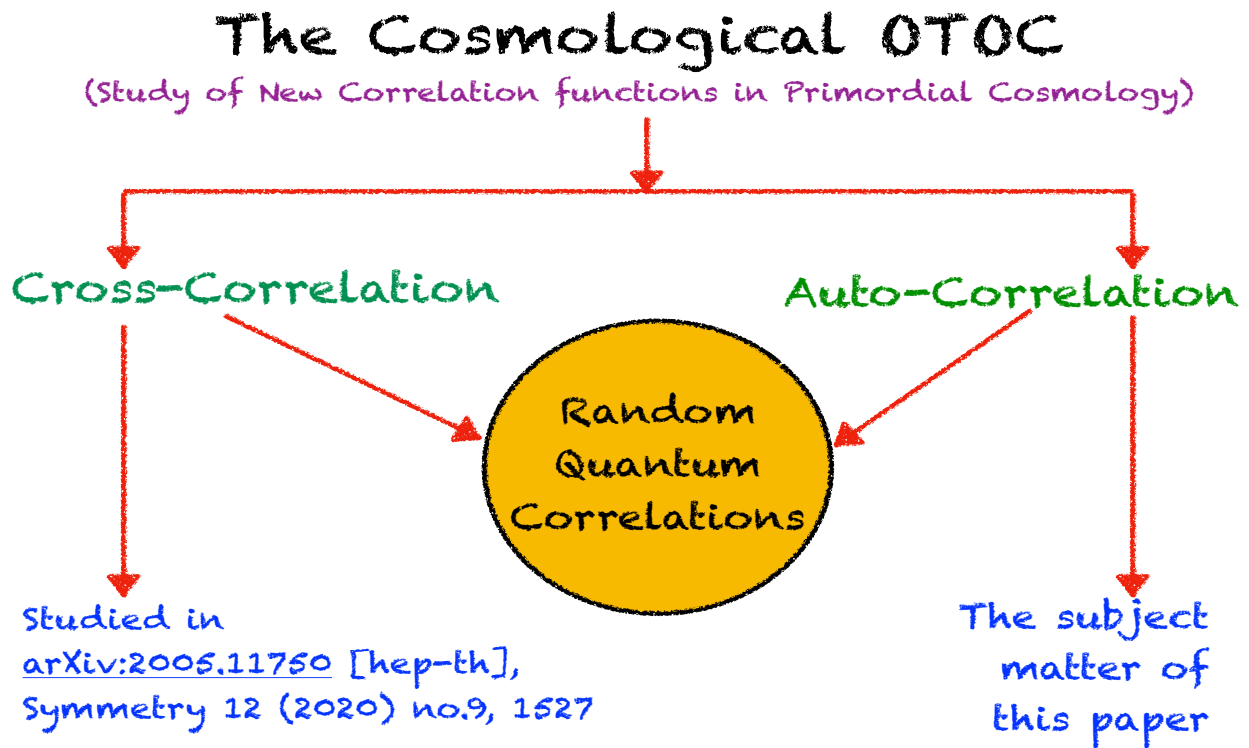 The Cosmological OTOC
(Study of New Correlation functions in Primordial Cosmology)
Cross-Correlation
Auto-Correlation
Random
Quantum
Correlations
Studied in
arXiv:2005.11750 [hep-th],
Symmetry 12 (2020) no.9, 1527
The subject
matter of
this paper